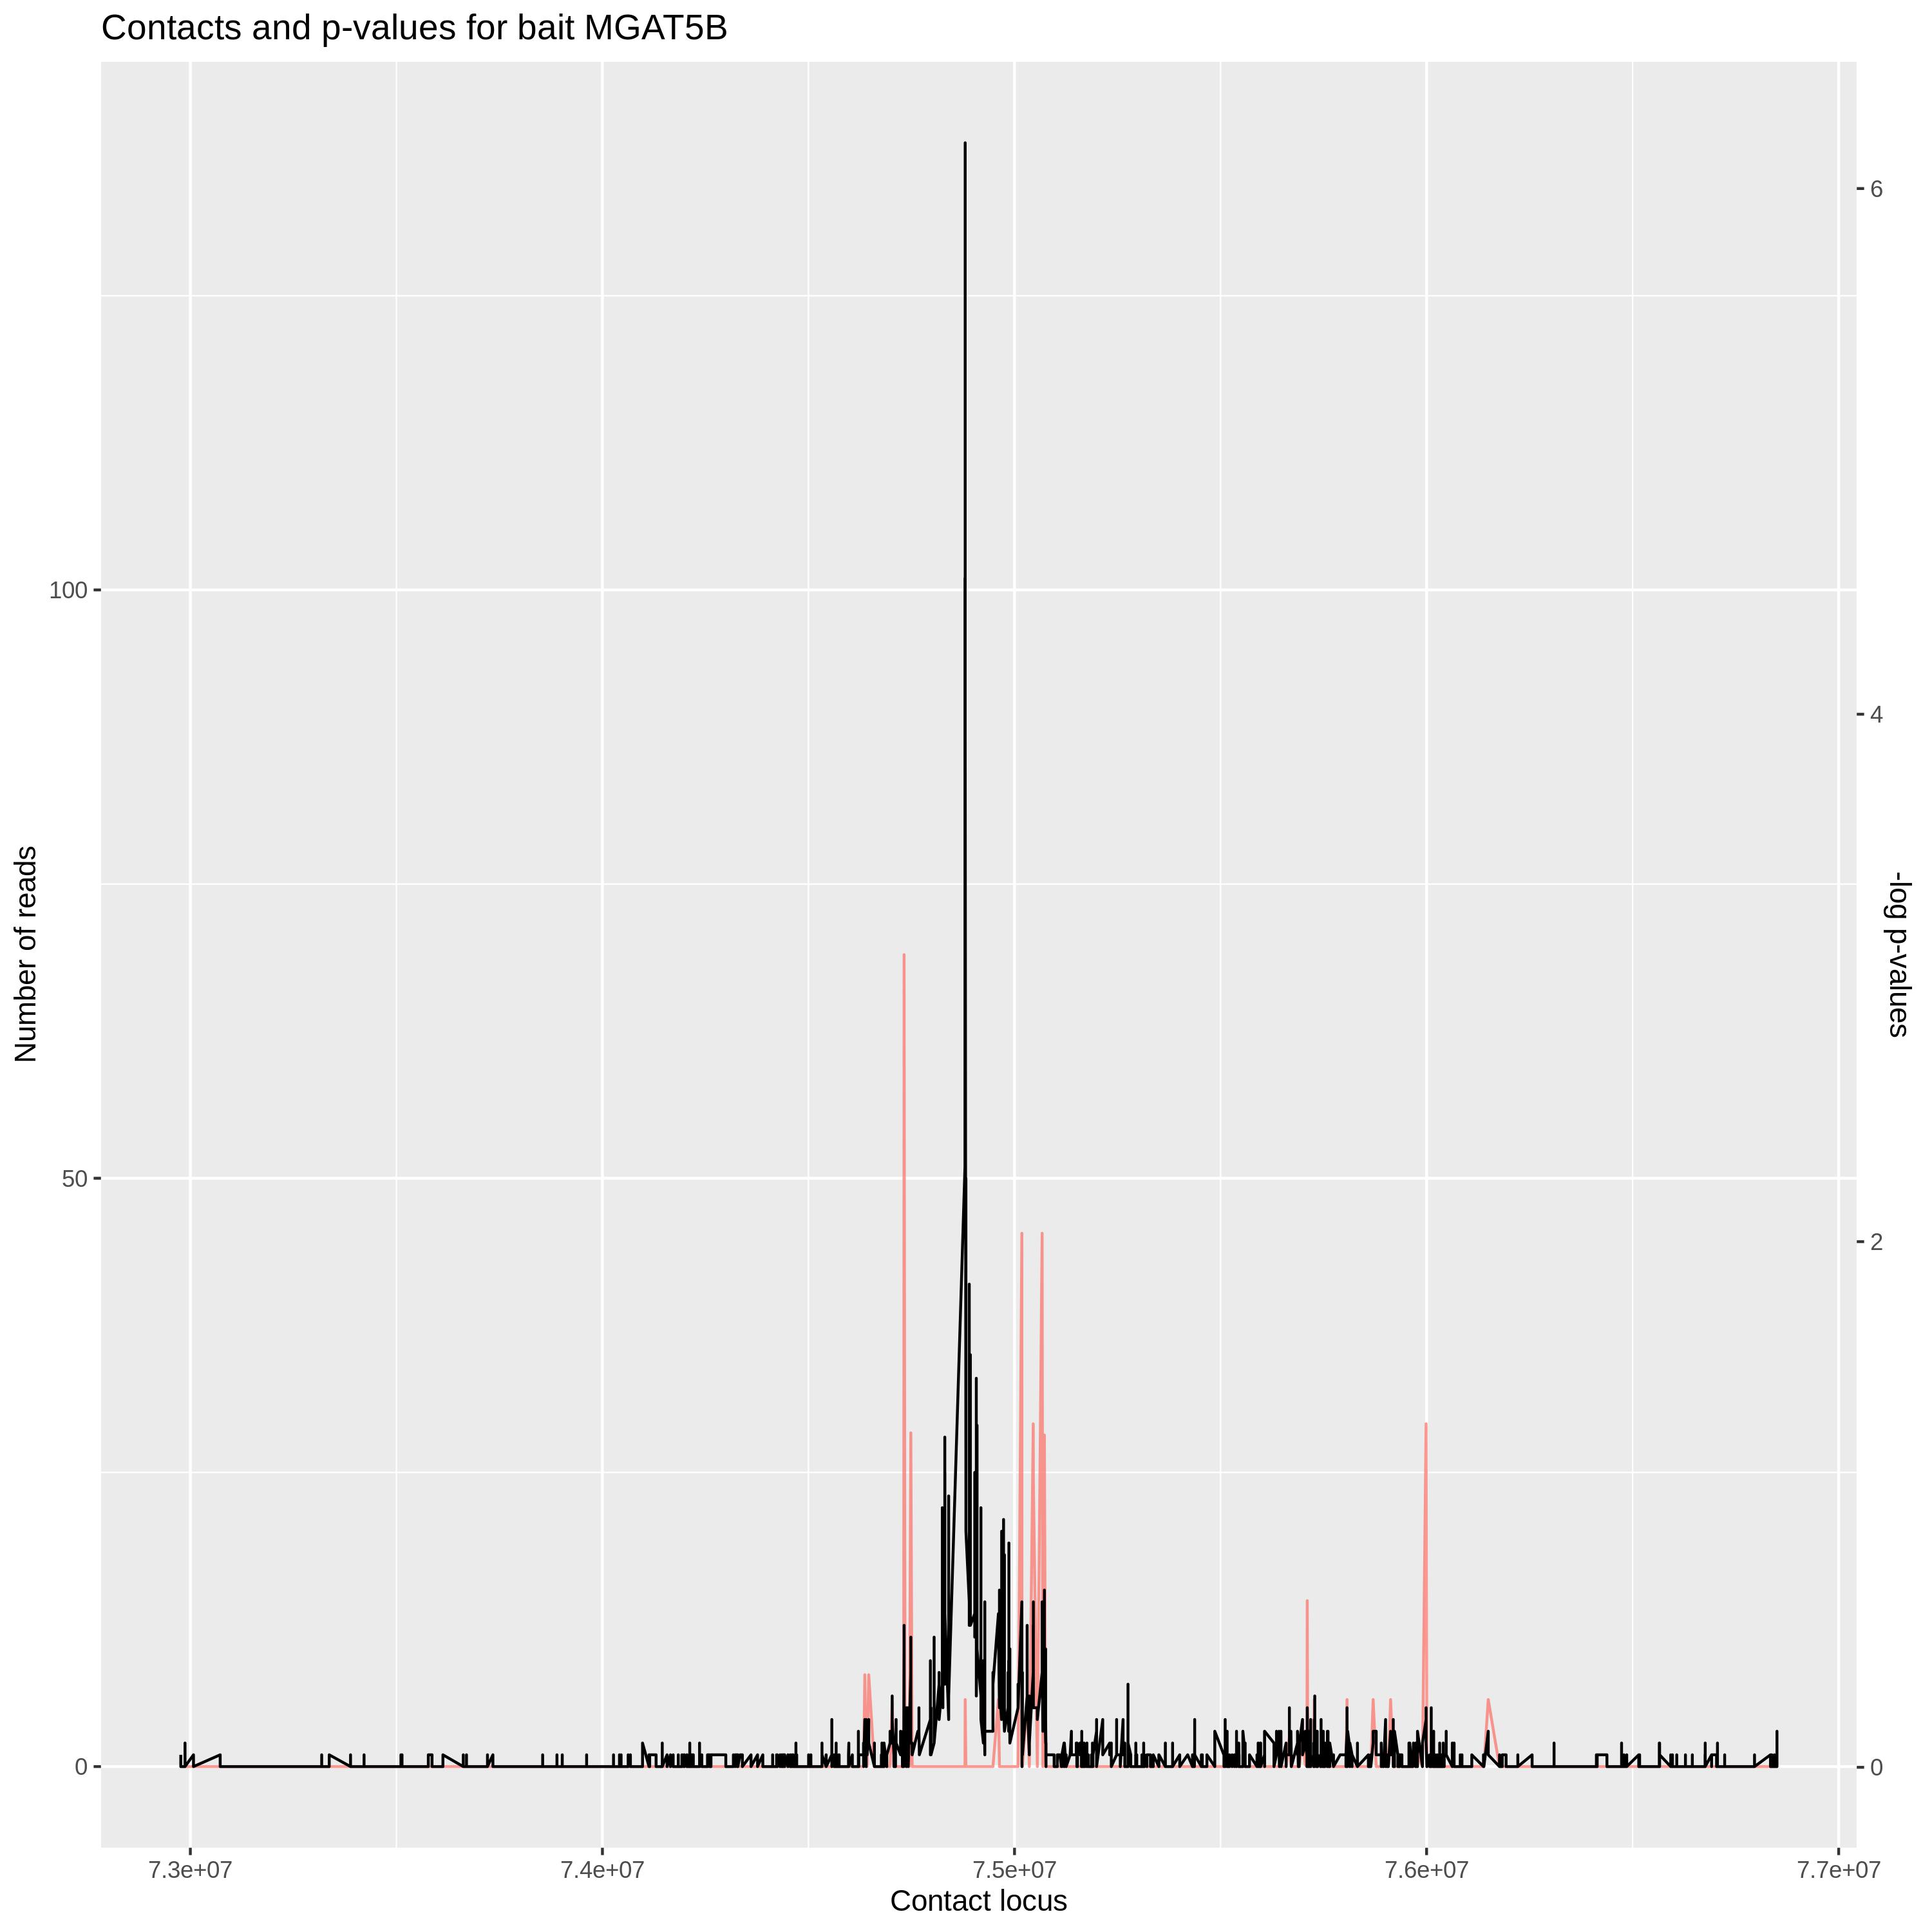 Contacts and p-values for bait MGAT5B
Number of reads
100
50
0
6
4
2
0
-log p-values
7.3e+07
7.4e+07
7.5e+07
7.6e+07
7.7e+07
Contact locus